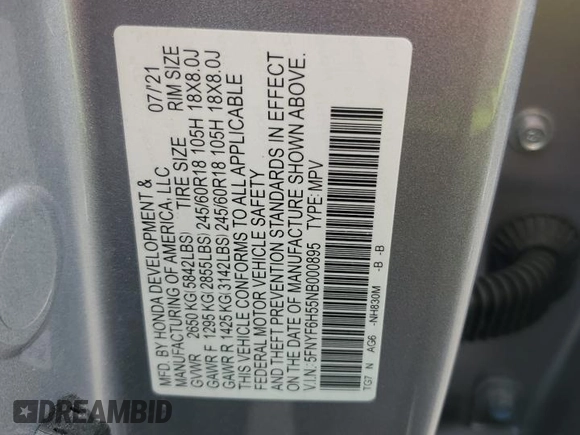 MFD. BY HONDA DEVELOPMENT &
MANUFACTURING OF AMERICA, LLC 07/'21
GVWR 2650 KG(5842LBS) TIRE SIZE RIM SIZE
GAWR F 1295 KG(2855LBS) 245/60R18 105H 18X8.0J
GAWR R 1425 KG(3142LBS) 245/60R18 105H 18X8.0J
THIS VEHICLE CONFORMS TO ALL APPLICABLE
FEDERAL MOTOR VEHICLE SAFETY
AND THEFT PREVENTION STANDARDS IN EFFECT
ON THE DATE OF MANUFACTURE SHOWN ABOVE.
V.I.N.: 5FNYF6H53NB000895 TYPE: MPV
TG7 N AG6 -NH830M -B -B
DREAMBID